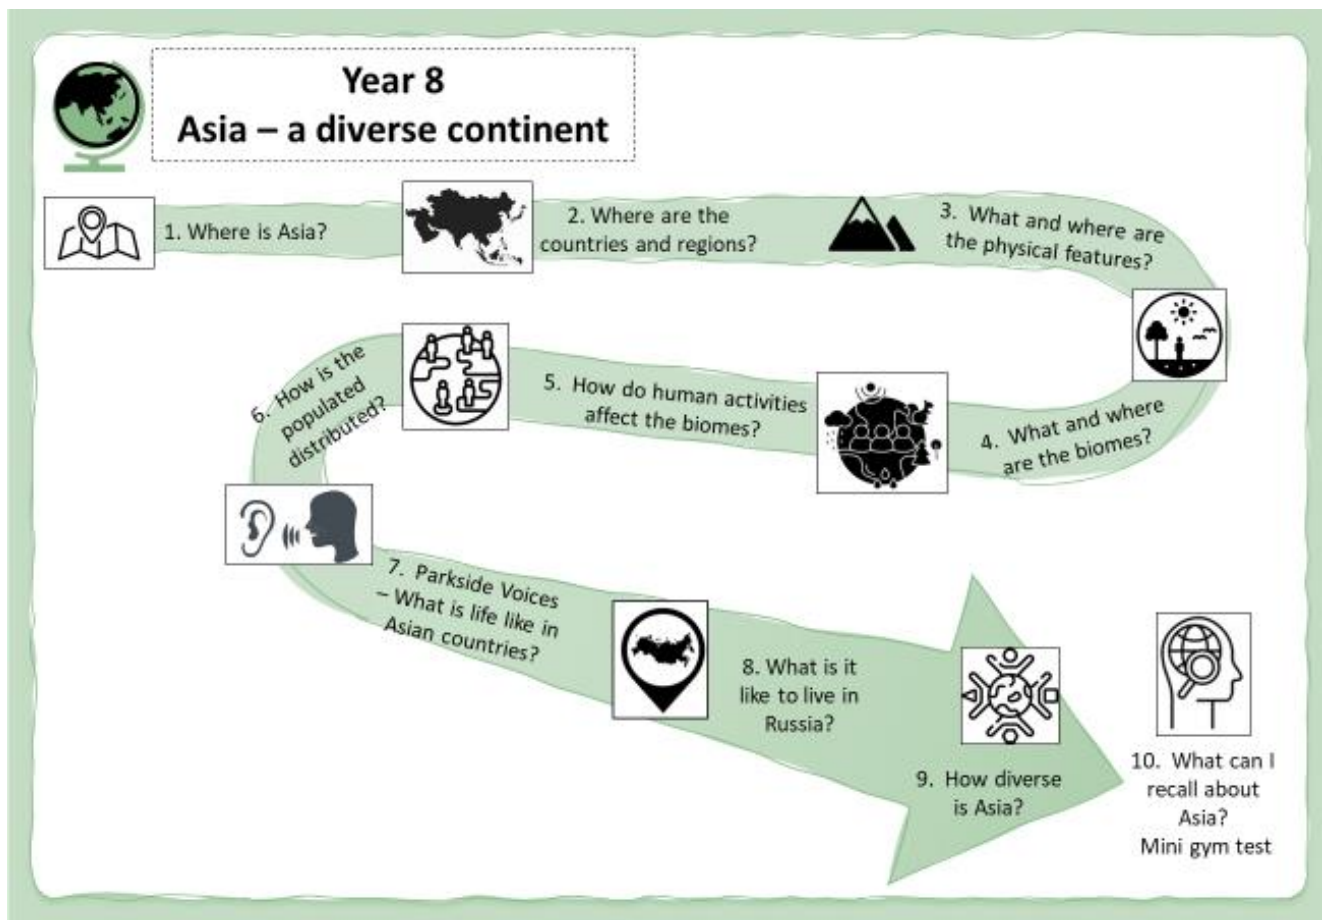 Year 8
Asia – a diverse continent
1. Where is Asia?
2. Where are the
countries and regions?
3. What and where are
the physical features?
4. What and where
are the biomes?
5. How do human activities
affect the biomes?
6. How is the
populated
distributed?
7. Parkside Voices
– What is life like in
Asian countries?
8. What is it
like to live in
Russia?
9. How diverse
is Asia?
10. What can I
recall about
Asia?
Mini gym test